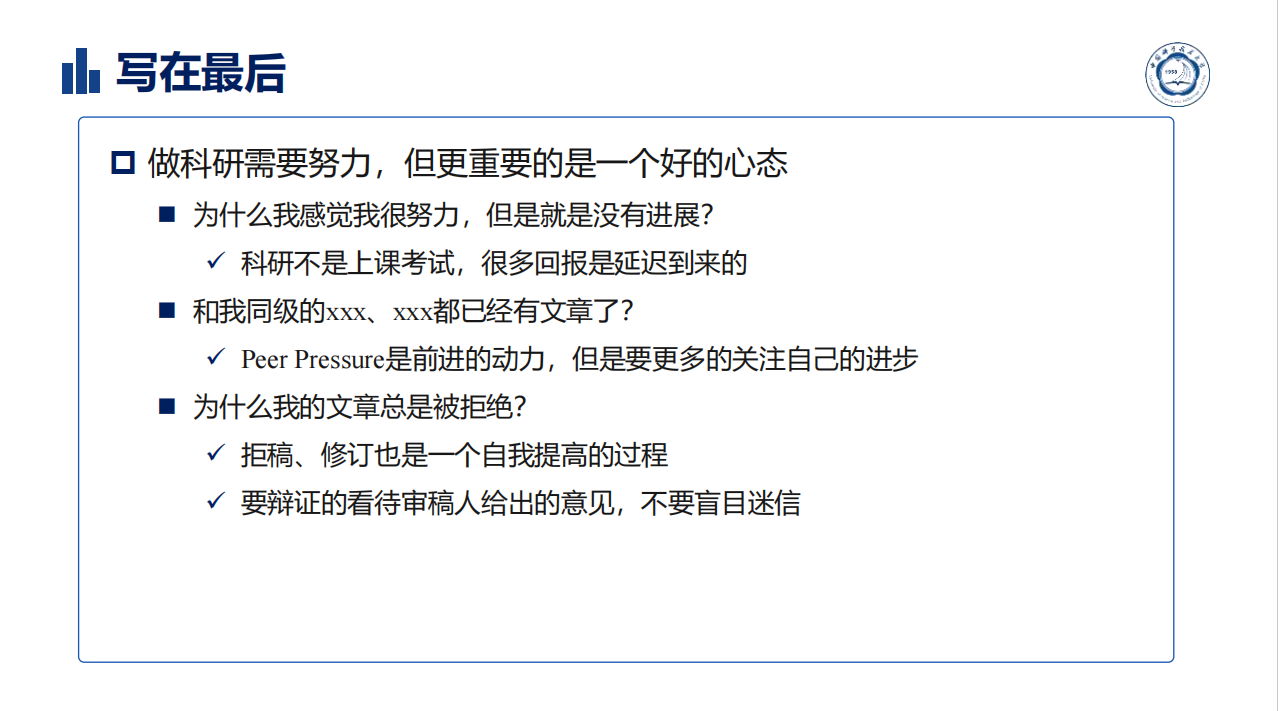 写在最后
1958
做科研需要努力，但更重要的是一个好的心态
为什么我感觉我很努力，但是就是没有进展？
科研不是上课考试，很多回报是延迟到来的
和我同级的xxx、xxx都已经有文章了？
Peer Pressure是前进的动力，但是要更多的关注自己的进步
为什么我的文章总是被拒绝？
拒稿、修订也是一个自我提高的过程
要辩证的看待审稿人给出的意见，不要盲目迷信